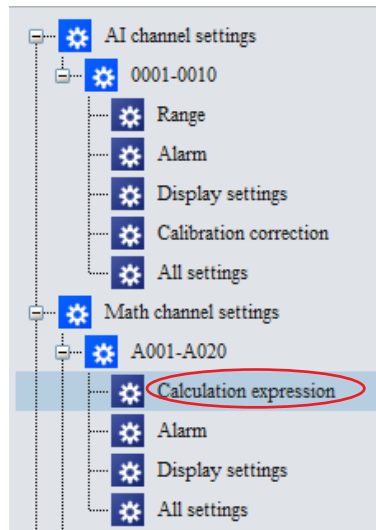 AI channel settings
0001-0010
Range
Alarm
Display settings
Calibration correction
All settings
Math channel settings
A001-A020
Calculation expression
Alarm
Display settings
All settings